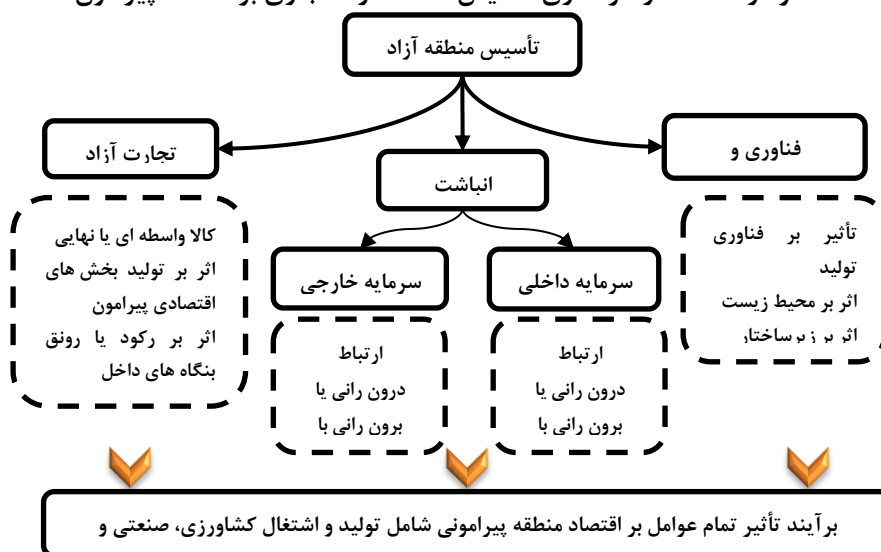 تأسیس منطقه آزاد
فناوری و
انباشت
تجارت آزاد
تأثیر بر فناوری
تولید
اثر بر محیط زیست
اثر بر زیرساختار
سرمایه داخلی
سرمایه خارجی
ارتباط
درون رانی یا
برون رانی با
ارتباط
درون رانی یا
برون رانی با
کالا واسطه ای یا نهایی
اثر بر تولید بخش های
اقتصادی پیرامون
اثر بر رکود یا رونق
بنگاه های داخل
برآیند تأثیر تمام عوامل بر اقتصاد منطقه پیرامونی شامل تولید و اشتغال کشاورزی، صنعتی و